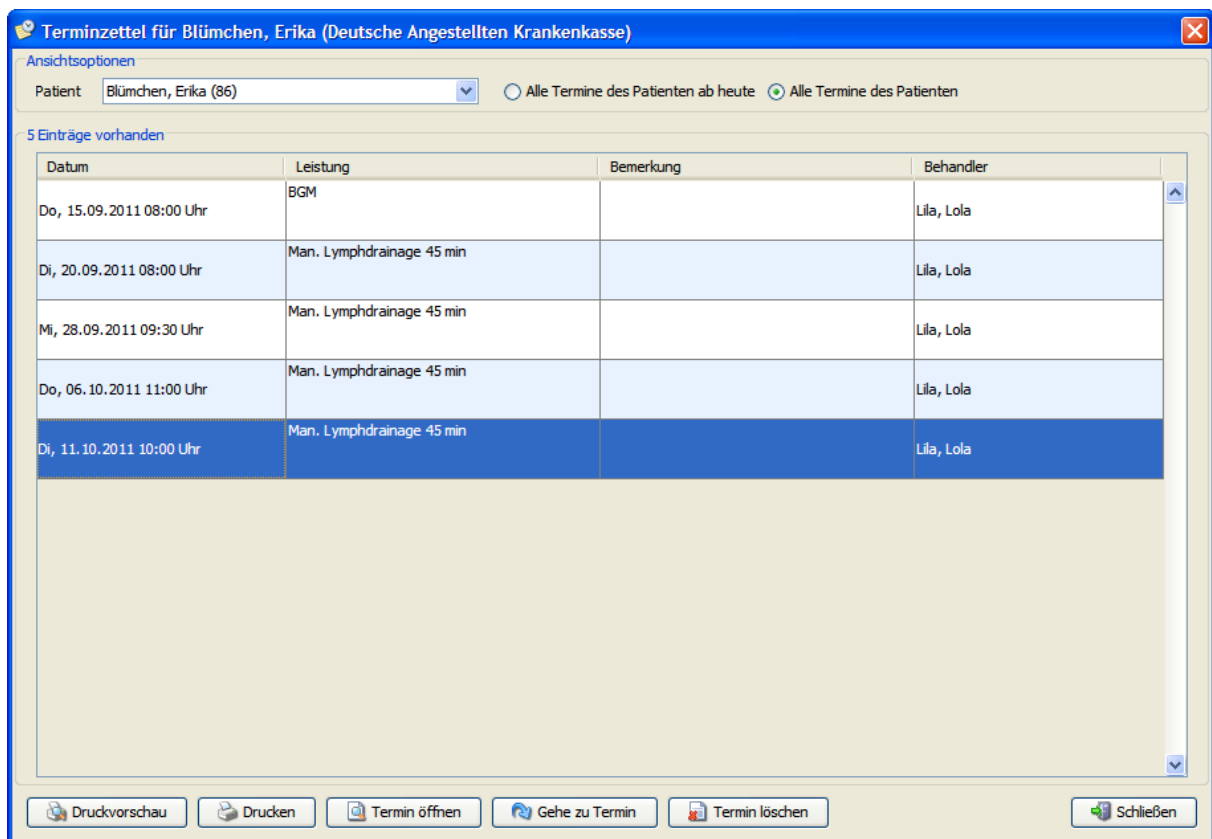 Terminzettel für Blümchen, Erika (Deutsche Angestellten Krankenkasse)
Ansichtsoptionen
Patient Blümchen, Erika (86) Alle Termine des Patienten ab heute Alle Termine des Patienten
5 Einträge vorhanden
Datum Leistung Bemerkung Behandler
BGM
Do, 15.09.2011 08:00 Uhr Lila, Lola
Man. Lymphdrainage 45 min
Di, 20.09.2011 08:00 Uhr Lila, Lola
Man. Lymphdrainage 45 min
Mi, 28.09.2011 09:30 Uhr Lila, Lola
Man. Lymphdrainage 45 min
Do, 06.10.2011 11:00 Uhr Lila, Lola
Man. Lymphdrainage 45 min
Di, 11.10.2011 10:00 Uhr Lila, Lola
Druckvorschau Drucken Termin öffnen Gehe zu Termin Termin löschen Schließen